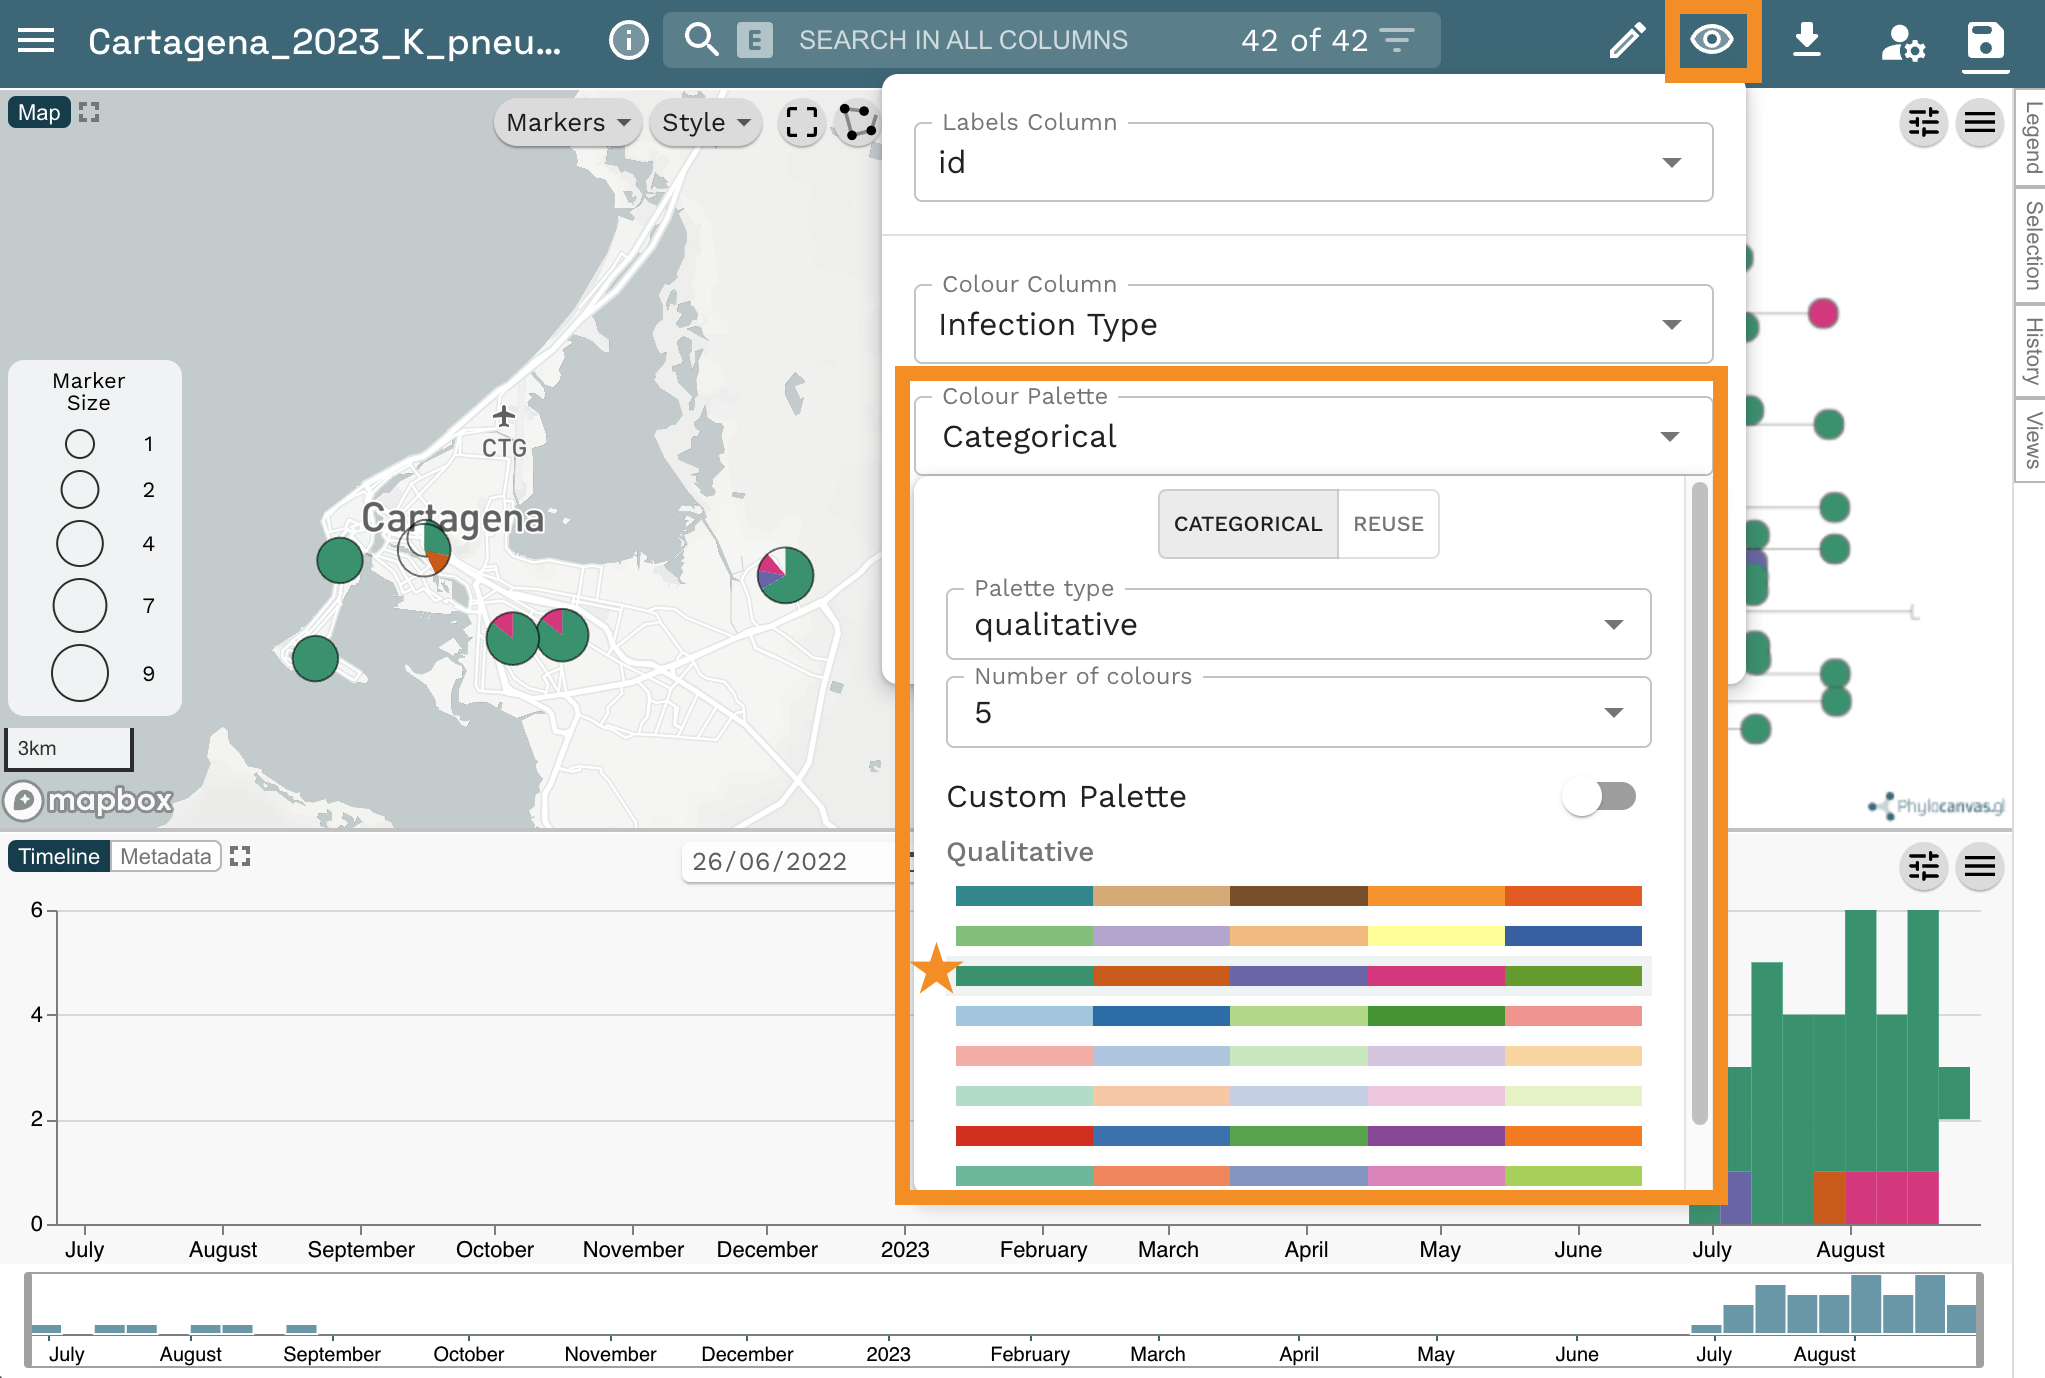 Cartagena_2023_K_pneu...
E
SEARCH IN ALL COLUMNS
42 of 42
Map
Markers
Style
Labels Column
id
Colour Column
Infection Type
Colour Palette
Categorical
CATEGORICAL
REUSE
Palette type
qualitative
Number of colours
5
Custom Palette
Qualitative
Legend
Selection
History
Views
CTG
Cartagena
Marker
Size
1
2
4
7
9
3km
mapbox
Phylocanvas.gl
Timeline
Metadata
26/06/2022
6
4
2
0
July
August
September
October
November
December
2023
February
March
April
May
June
July
August
July
August
September
October
November
December
2023
February
March
April
May
June
July
August